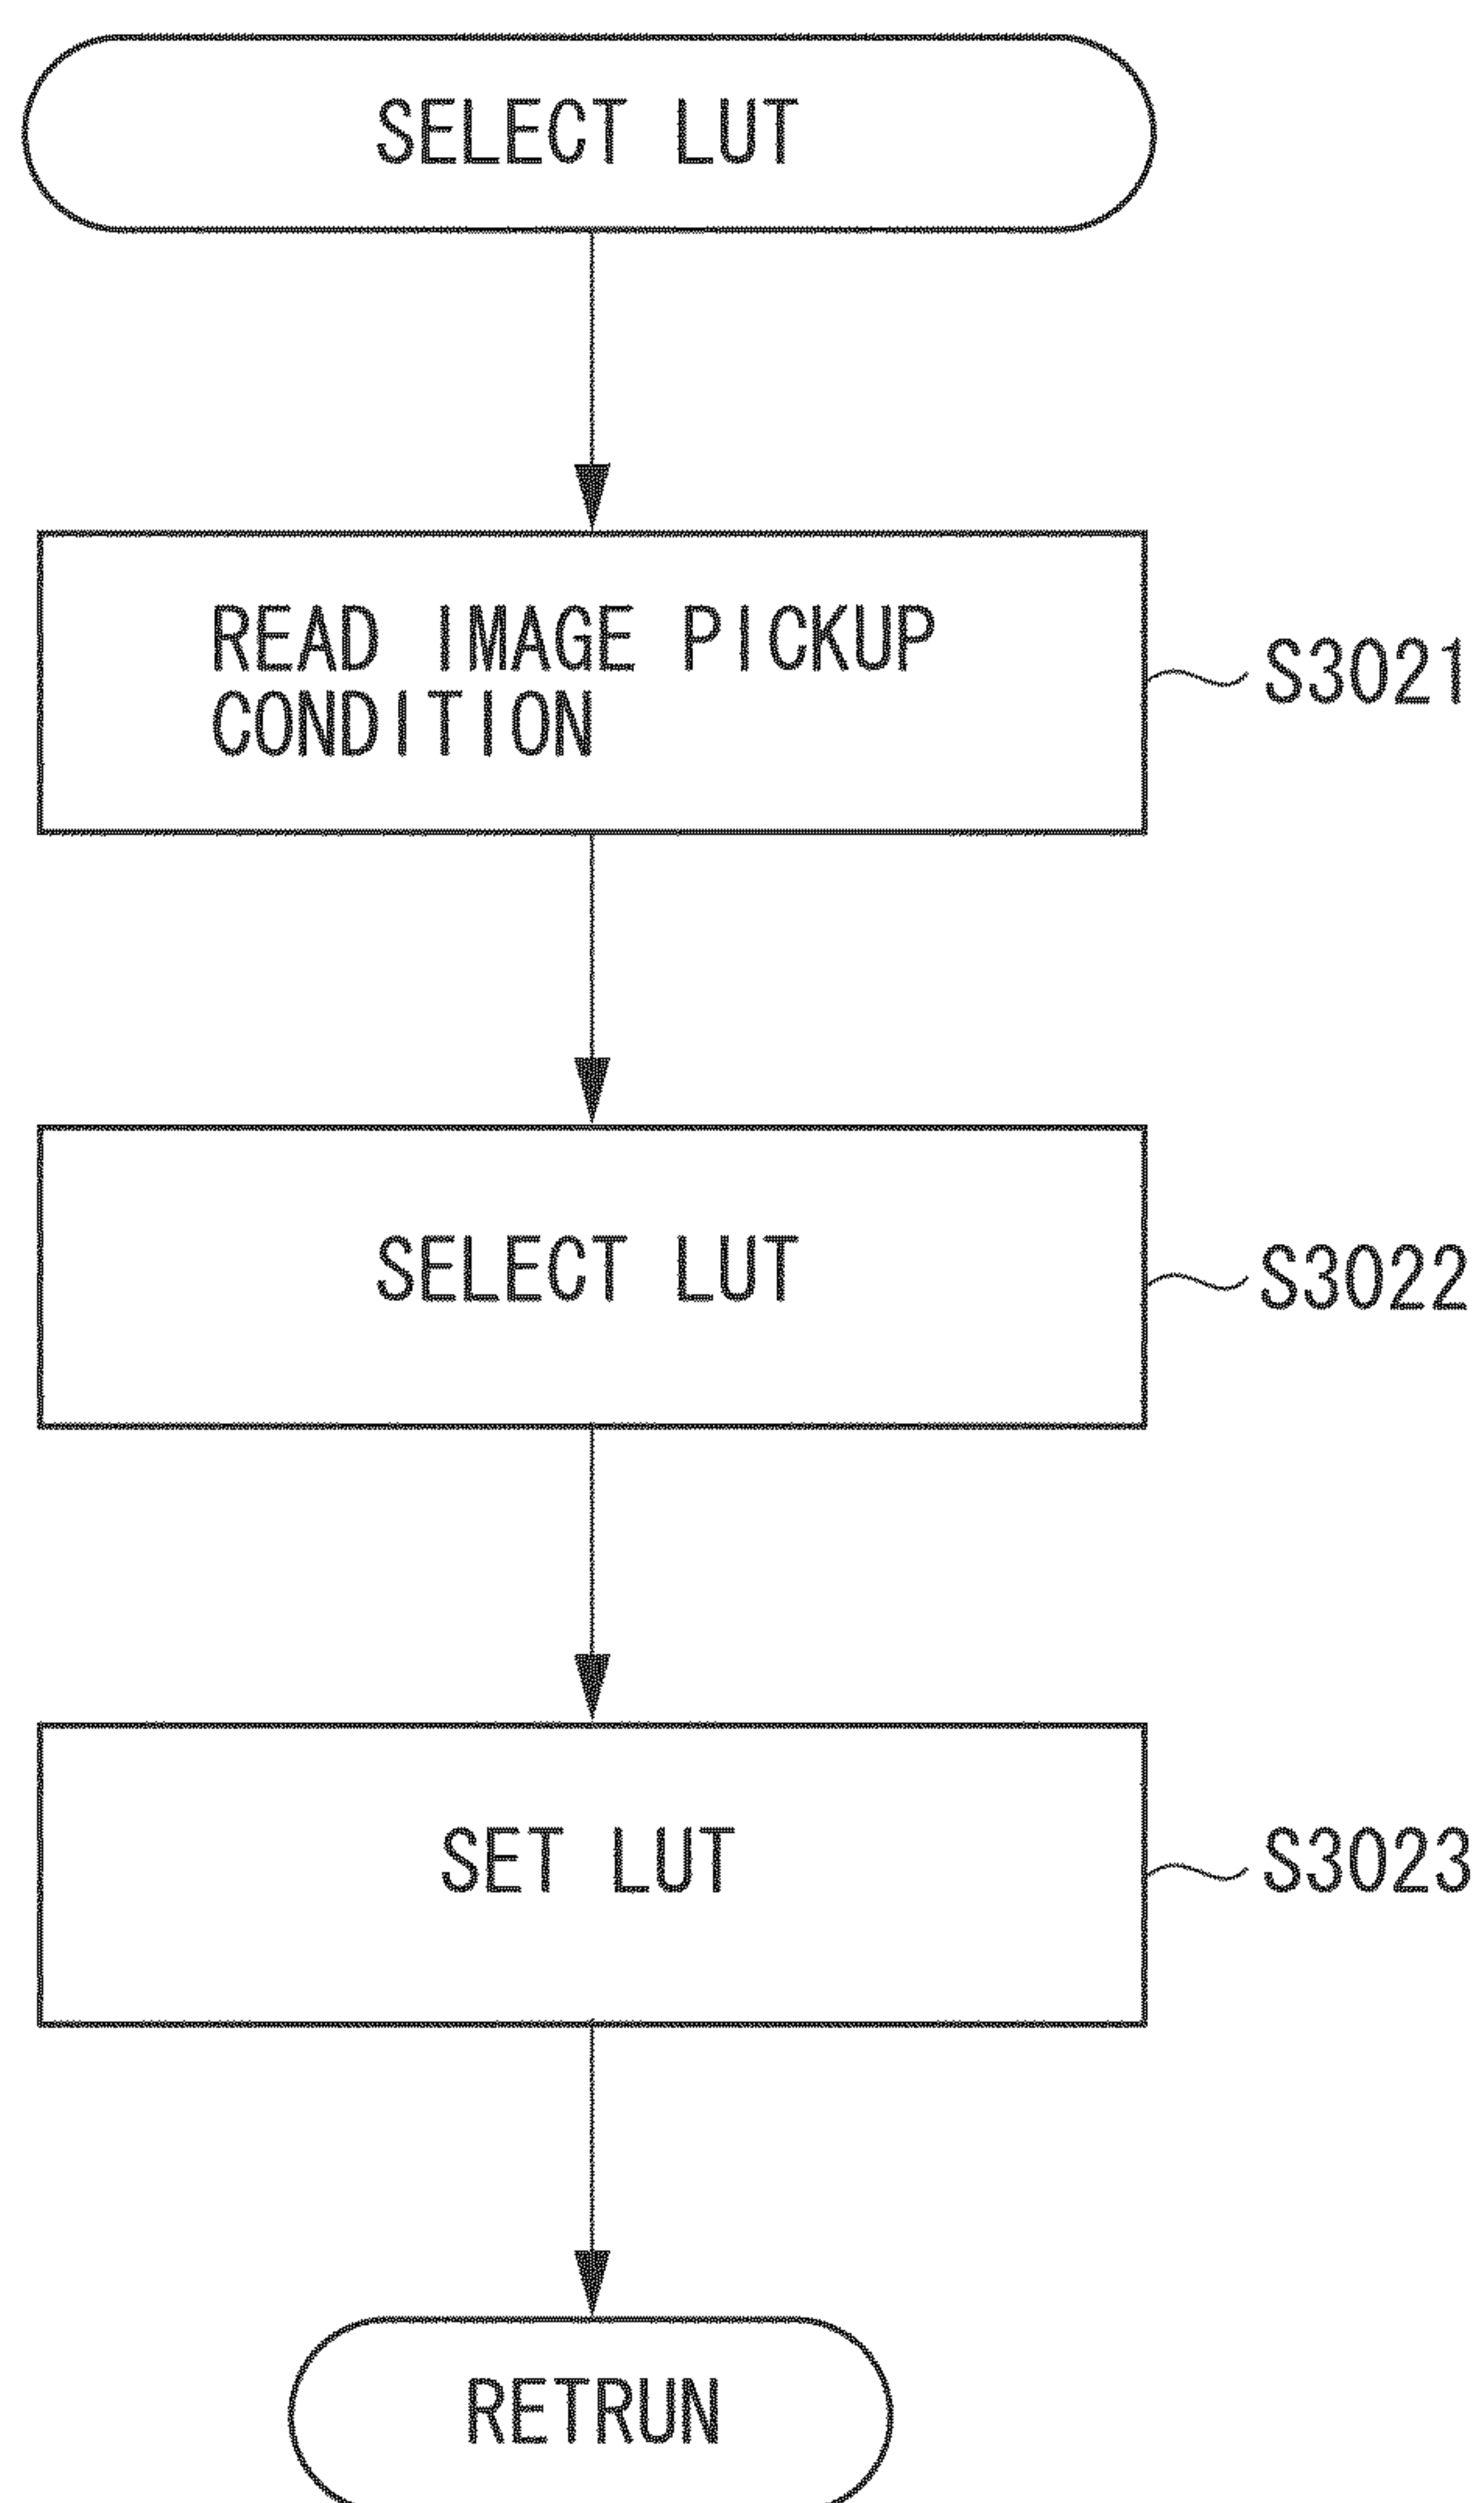 SELECT LUT
READ IMAGE PICKUP
CONDITION
S3021
SELECT LUT
S3022
SET LUT
S3023
RETRUN